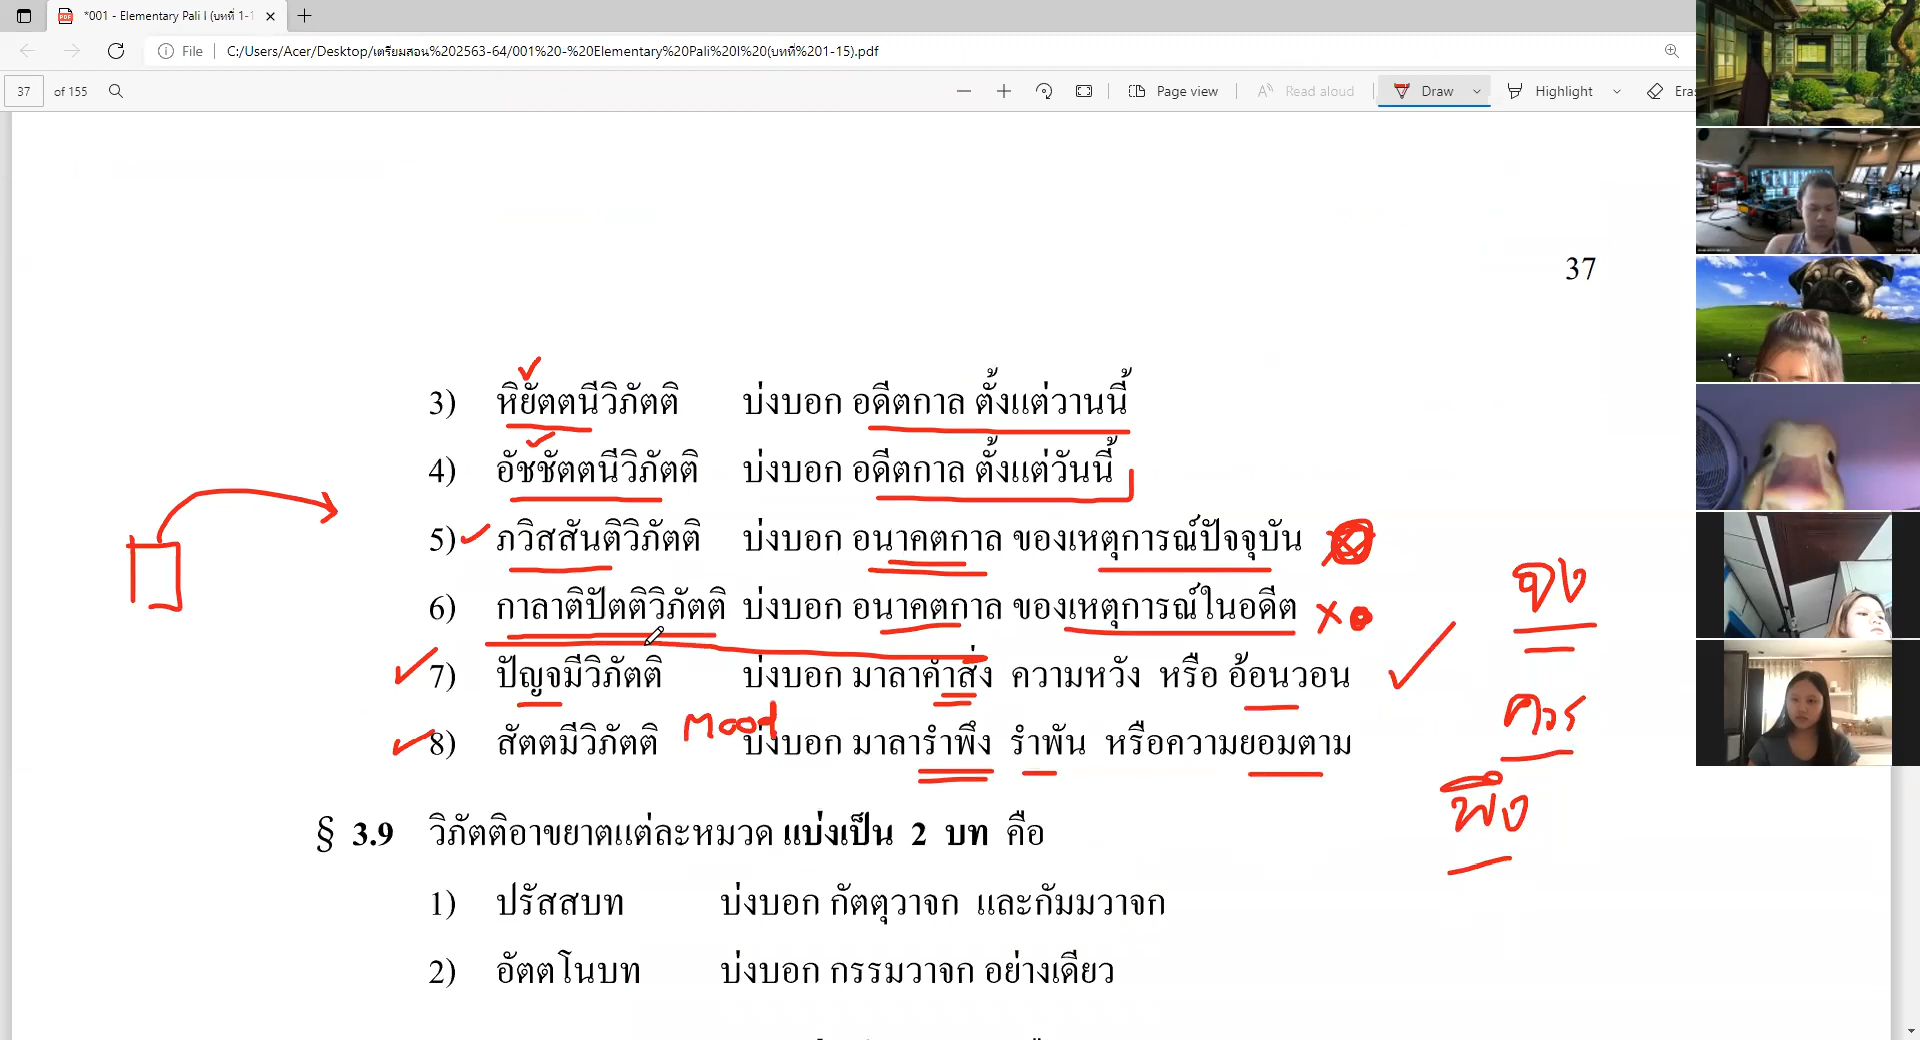 *001 - Elementary Pali I (บทที่ 1-1
File C:/Users/Acer/Desktop/เตรียมสอน%202563-64/001%20-%20Elementary%20Pali%20I%20(บทที่%201-15).pdf
37 of 155 Page view Read aloud Draw Highlight Eras
37
3) หิยัตตนีวิภัตติ บ่งบอก อดีตกาล ตั้งแต่วานนี้
4) อัชชัตตนีวิภัตติ บ่งบอก อดีตกาล ตั้งแต่วันนี้
5) ภวิสสันติวิภัตติ บ่งบอก อนาคตกาล ของเหตุการณ์ปัจจุบัน
จง
6) กาลาติปัตติวิภัตติ บ่งบอก อนาคตกาล ของเหตุการณ์ในอดีต
7) ปัญจมีวิภัตติ บ่งบอก มาลาคำสั่ง ความหวัง หรือ อ้อนวอน
ควร
Mood
8) สัตตมีวิภัตติ บ่งบอก มาลารำพึง รำพัน หรือความยอมตาม
พึง
§ 3.9 วิภัตติอาขยาตแต่ละหมวด แบ่งเป็น 2 บท คือ
1) ปรัสสบท บ่งบอก กัตตุวาจก และกัมมวาจก
2) อัตตโนบท บ่งบอก กรรมวาจก อย่างเดียว